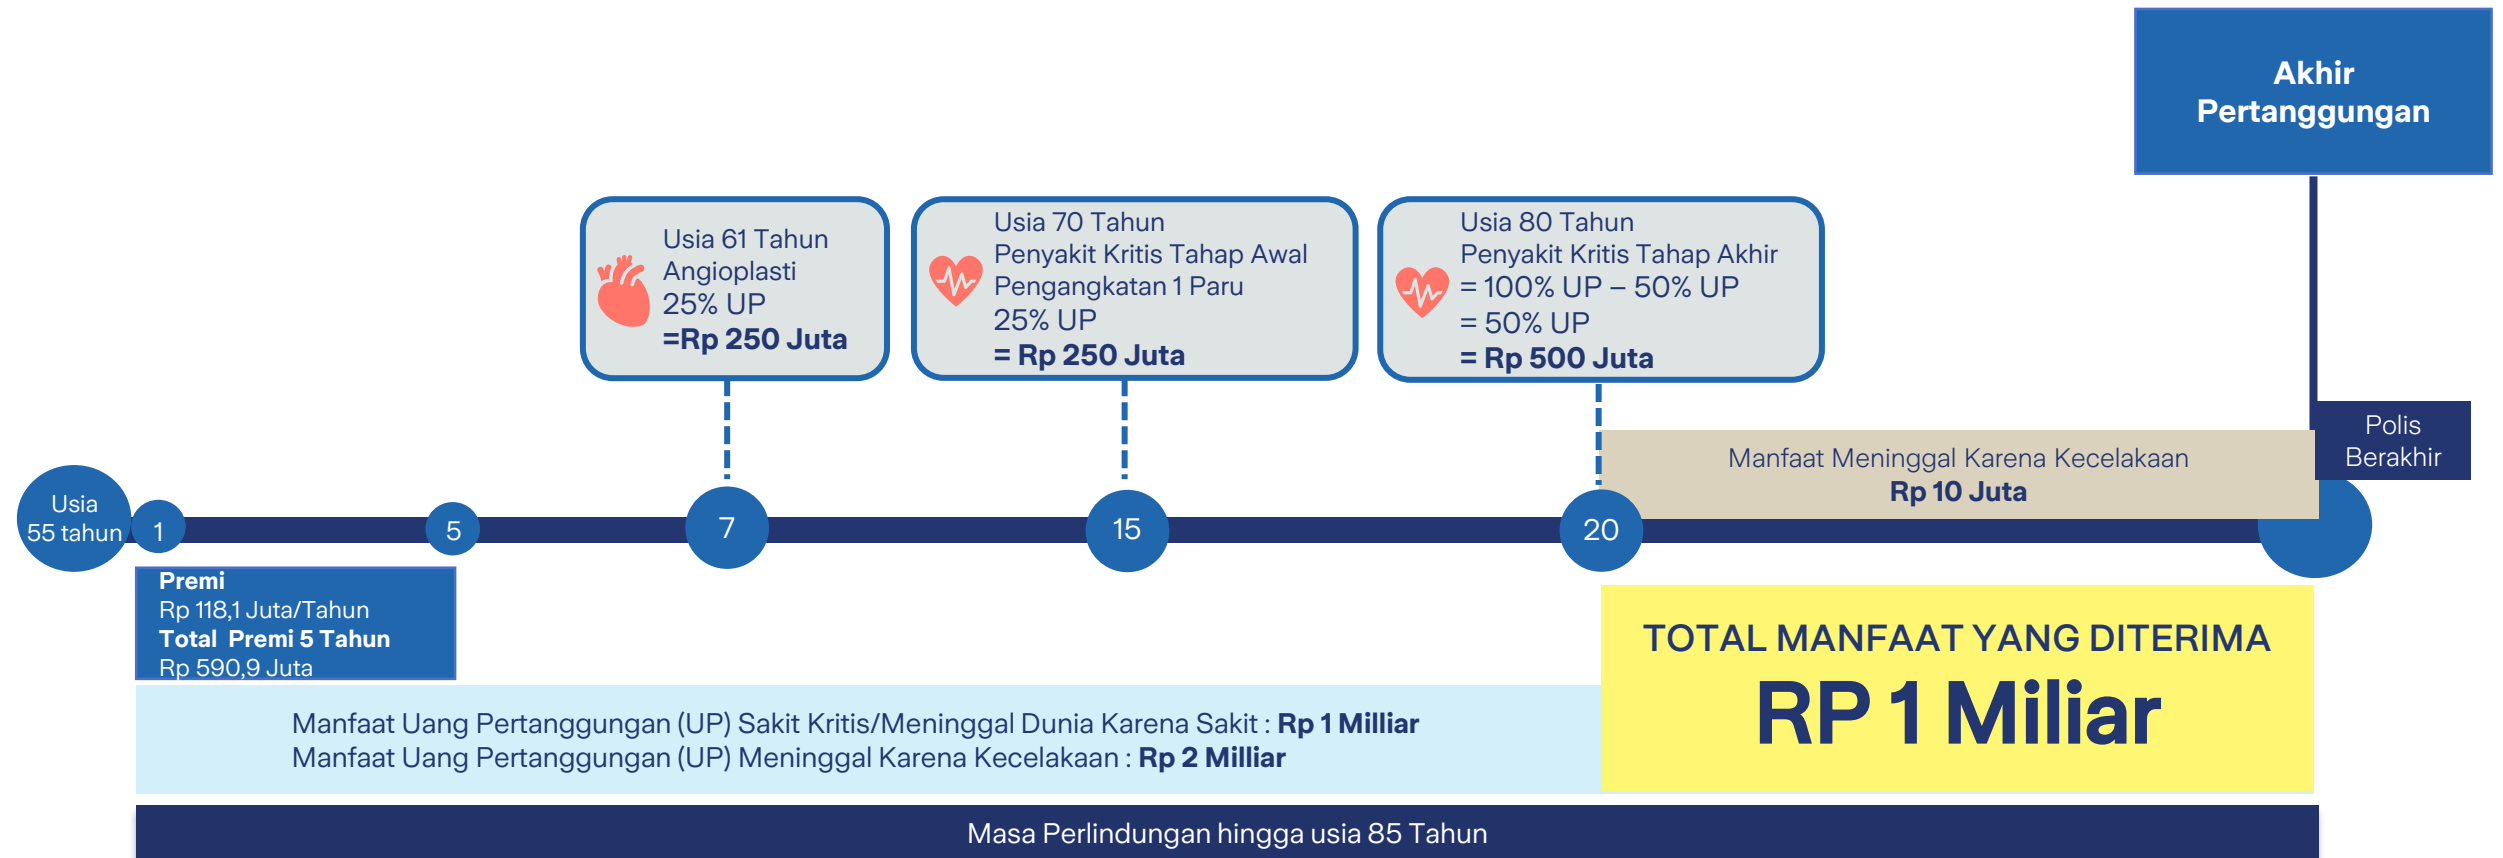 Akhir
Pertanggungan
Usia 61 Tahun
Angioplasti
25% UP
=Rp 250 Juta
Usia 70 Tahun
Penyakit Kritis Tahap Awal
Pengangkatan 1 Paru
25% UP
= Rp 250 Juta
Usia 80 Tahun
Penyakit Kritis Tahap Akhir
= 100% UP – 50% UP
= 50% UP
= Rp 500 Juta
Polis
Berakhir
Manfaat Meninggal Karena Kecelakaan
Rp 10 Juta
Usia
55 tahun
1
5
7
15
20
Premi
Rp 118,1 Juta/Tahun
Total Premi 5 Tahun
Rp 590,9 Juta
TOTAL MANFAAT YANG DITERIMA
RP 1 Miliar
Manfaat Uang Pertanggungan (UP) Sakit Kritis/Meninggal Dunia Karena Sakit : Rp 1 Milliar
Manfaat Uang Pertanggungan (UP) Meninggal Karena Kecelakaan : Rp 2 Milliar
Masa Perlindungan hingga usia 85 Tahun